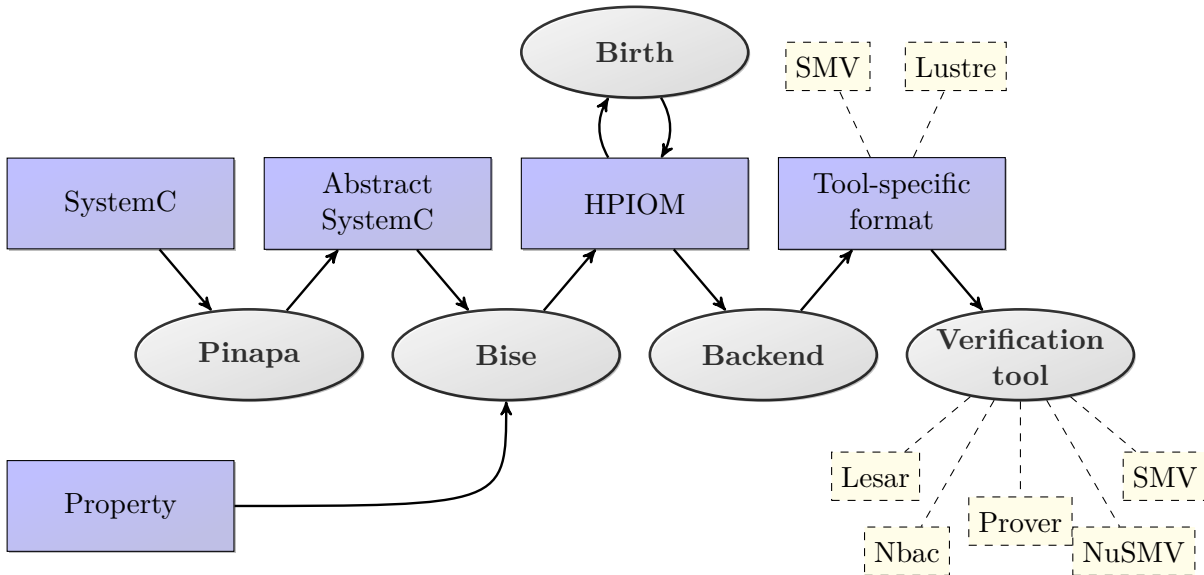 Birth
SMV
Lustre
SystemC
Abstract
SystemC
HPIOM
Tool-specific
format
Pinapa
Bise
Backend
Verification
tool
Property
Lesar
SMV
Prover
Nbac
NuSMV